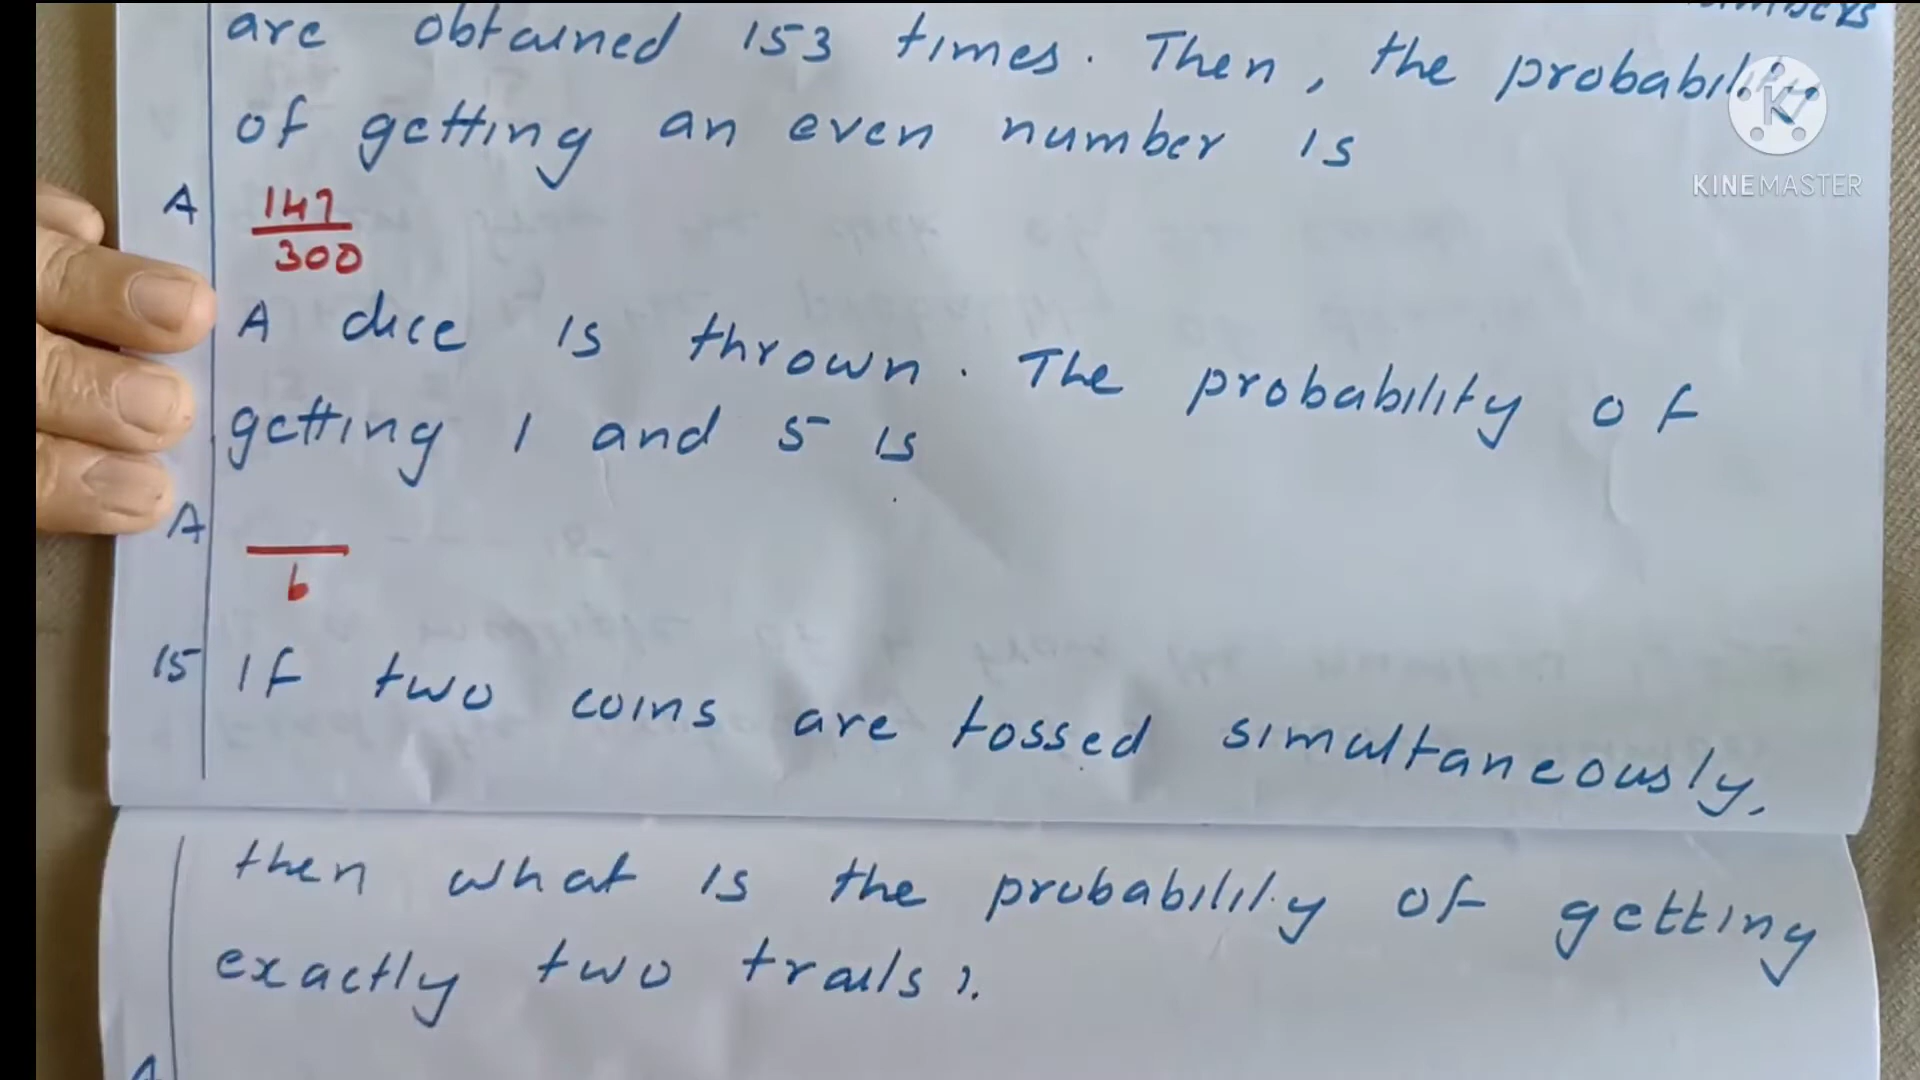 are obtained 153 times. Then, the probability
of getting an even number is
KINEMASTER
A 147
300
A dice is thrown. The probability of
getting 1 and 5 is
A
6
15 If two coins are tossed simultaneously,
then what is the probability of getting
exactly two trails?
A